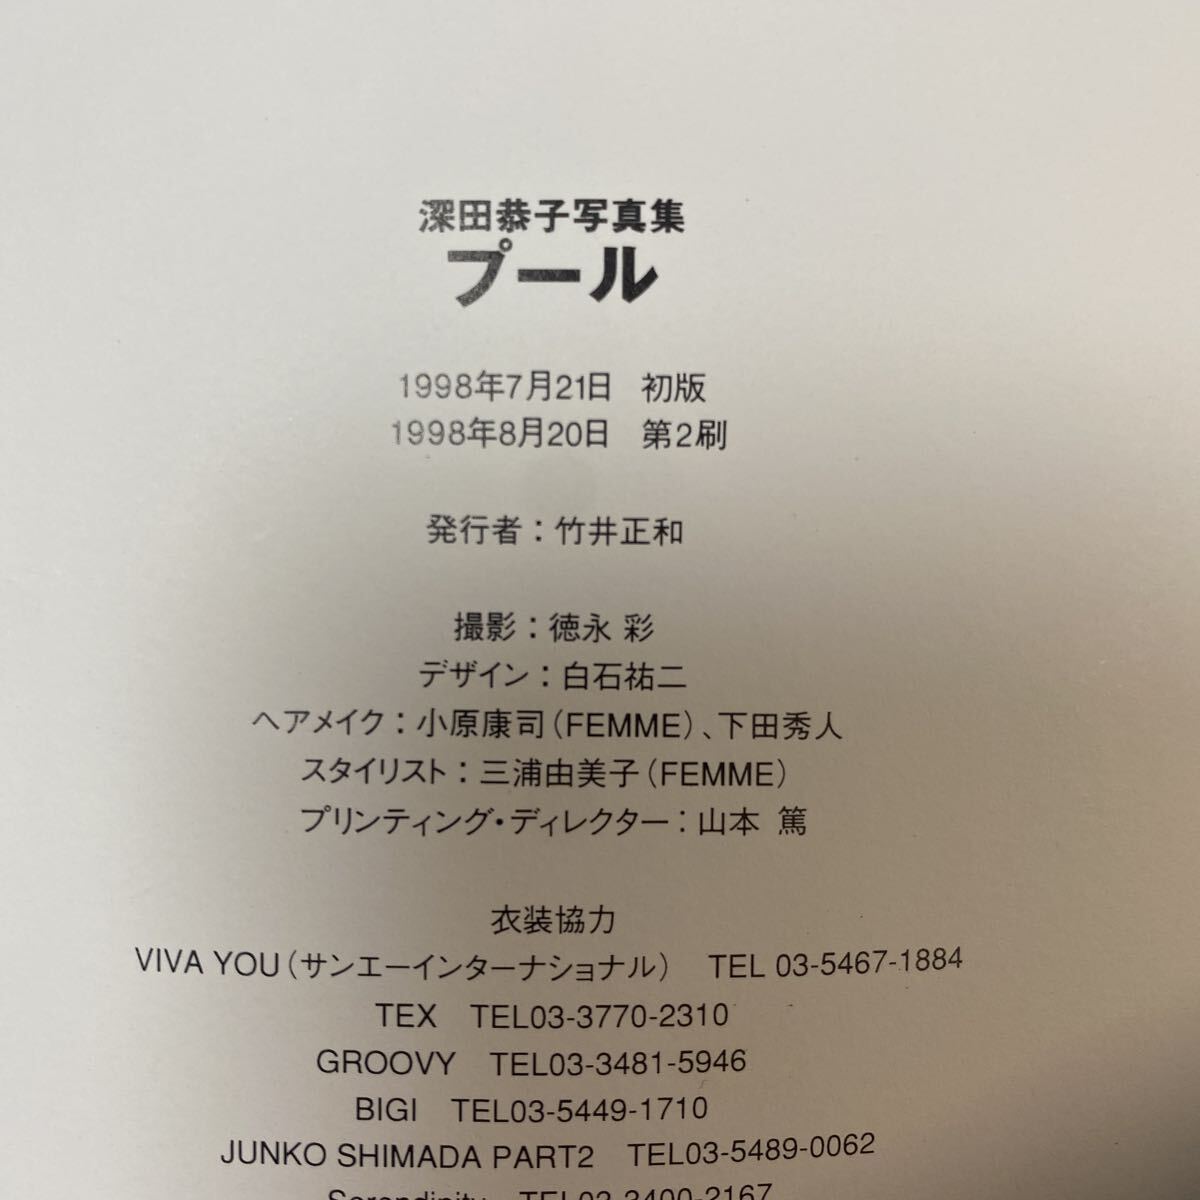 深田恭子写真集
プール
1998年7月21日　初版
1998年8月20日　第2刷
発行者：竹井正和
撮影：徳永 彩
デザイン：白石祐二
ヘアメイク：小原康司（FEMME）、下田秀人
スタイリスト：三浦由美子（FEMME）
プリンティング・ディレクター：山本 篤
衣装協力
VIVA YOU（サンエーインターナショナル）　TEL 03-5467-1884
TEX　TEL03-3770-2310
GROOVY　TEL03-3481-5946
BIGI　TEL03-5449-1710
JUNKO SHIMADA PART2　TEL03-5489-0062
Serendipity　TEL03-3400-2167